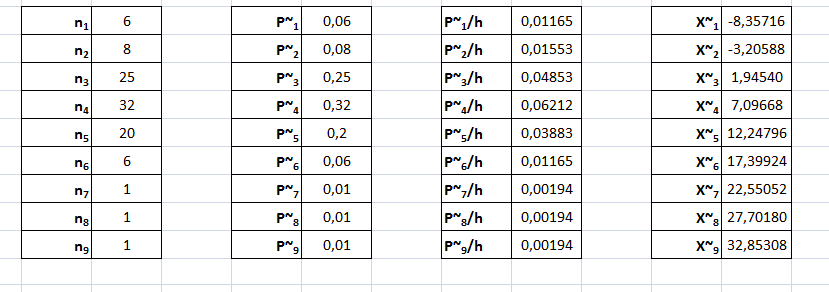 n₁ 6 P~₁ 0,06 P~₁/h 0,01165 X~₁ -8,35716
n₂ 8 P~₂ 0,08 P~₂/h 0,01553 X~₂ -3,20588
n₃ 25 P~₃ 0,25 P~₃/h 0,04853 X~₃ 1,94540
n₄ 32 P~₄ 0,32 P~₄/h 0,06212 X~₄ 7,09668
n₅ 20 P~₅ 0,2 P~₅/h 0,03883 X~₅ 12,24796
n₆ 6 P~₆ 0,06 P~₆/h 0,01165 X~₆ 17,39924
n₇ 1 P~₇ 0,01 P~₇/h 0,00194 X~₇ 22,55052
n₈ 1 P~₈ 0,01 P~₈/h 0,00194 X~₈ 27,70180
n₉ 1 P~₉ 0,01 P~₉/h 0,00194 X~₉ 32,85308